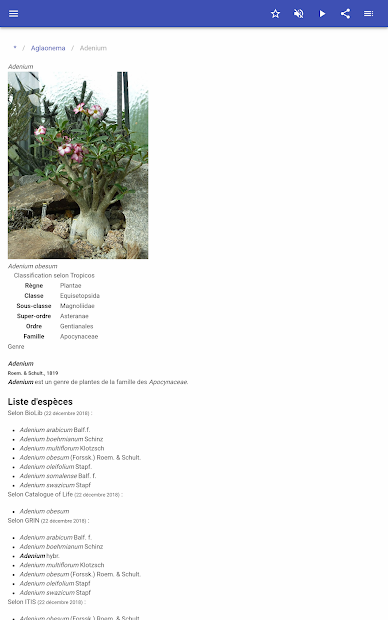 * / Aglaonema / Adenium
Adenium
Adenium obesum
Classification selon Tropicos
Règne Plantae
Classe Equisetopsida
Sous-classe Magnoliidae
Super-ordre Asteranae
Ordre Gentianales
Famille Apocynaceae
Genre
Adenium
Roem. & Schult., 1819
Adenium est un genre de plantes de la famille des Apocynaceae.
Liste d'espèces
Selon BioLib (22 décembre 2018) :
• Adenium arabicum Balf.f.
• Adenium boehmianum Schinz
• Adenium multiflorum Klotzsch
• Adenium obesum (Forssk.) Roem. & Schult.
• Adenium oleifolium Stapf.
• Adenium somalense Balf. f.
• Adenium swazicum Stapf
Selon Catalogue of Life (22 décembre 2018) :
• Adenium obesum
Selon GRIN (22 décembre 2018) :
• Adenium arabicum Balf. f.
• Adenium boehmianum Schinz
• Adenium hybr.
• Adenium multiflorum Klotzsch
• Adenium obesum (Forssk.) Roem. & Schult.
• Adenium oleifolium Stapf
• Adenium swazicum Stapf
Selon ITIS (22 décembre 2018) :
• Adenium obesum (Forssk.) Roem. & Schult.